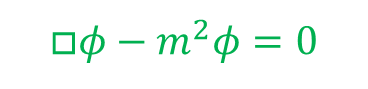 □𝜙 − 𝑚²𝜙 = 0